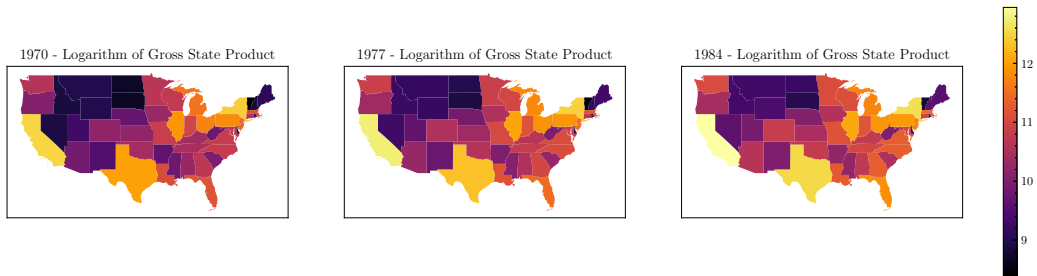 1970 - Logarithm of Gross State Product
1977 - Logarithm of Gross State Product
1984 - Logarithm of Gross State Product
12
11
10
9